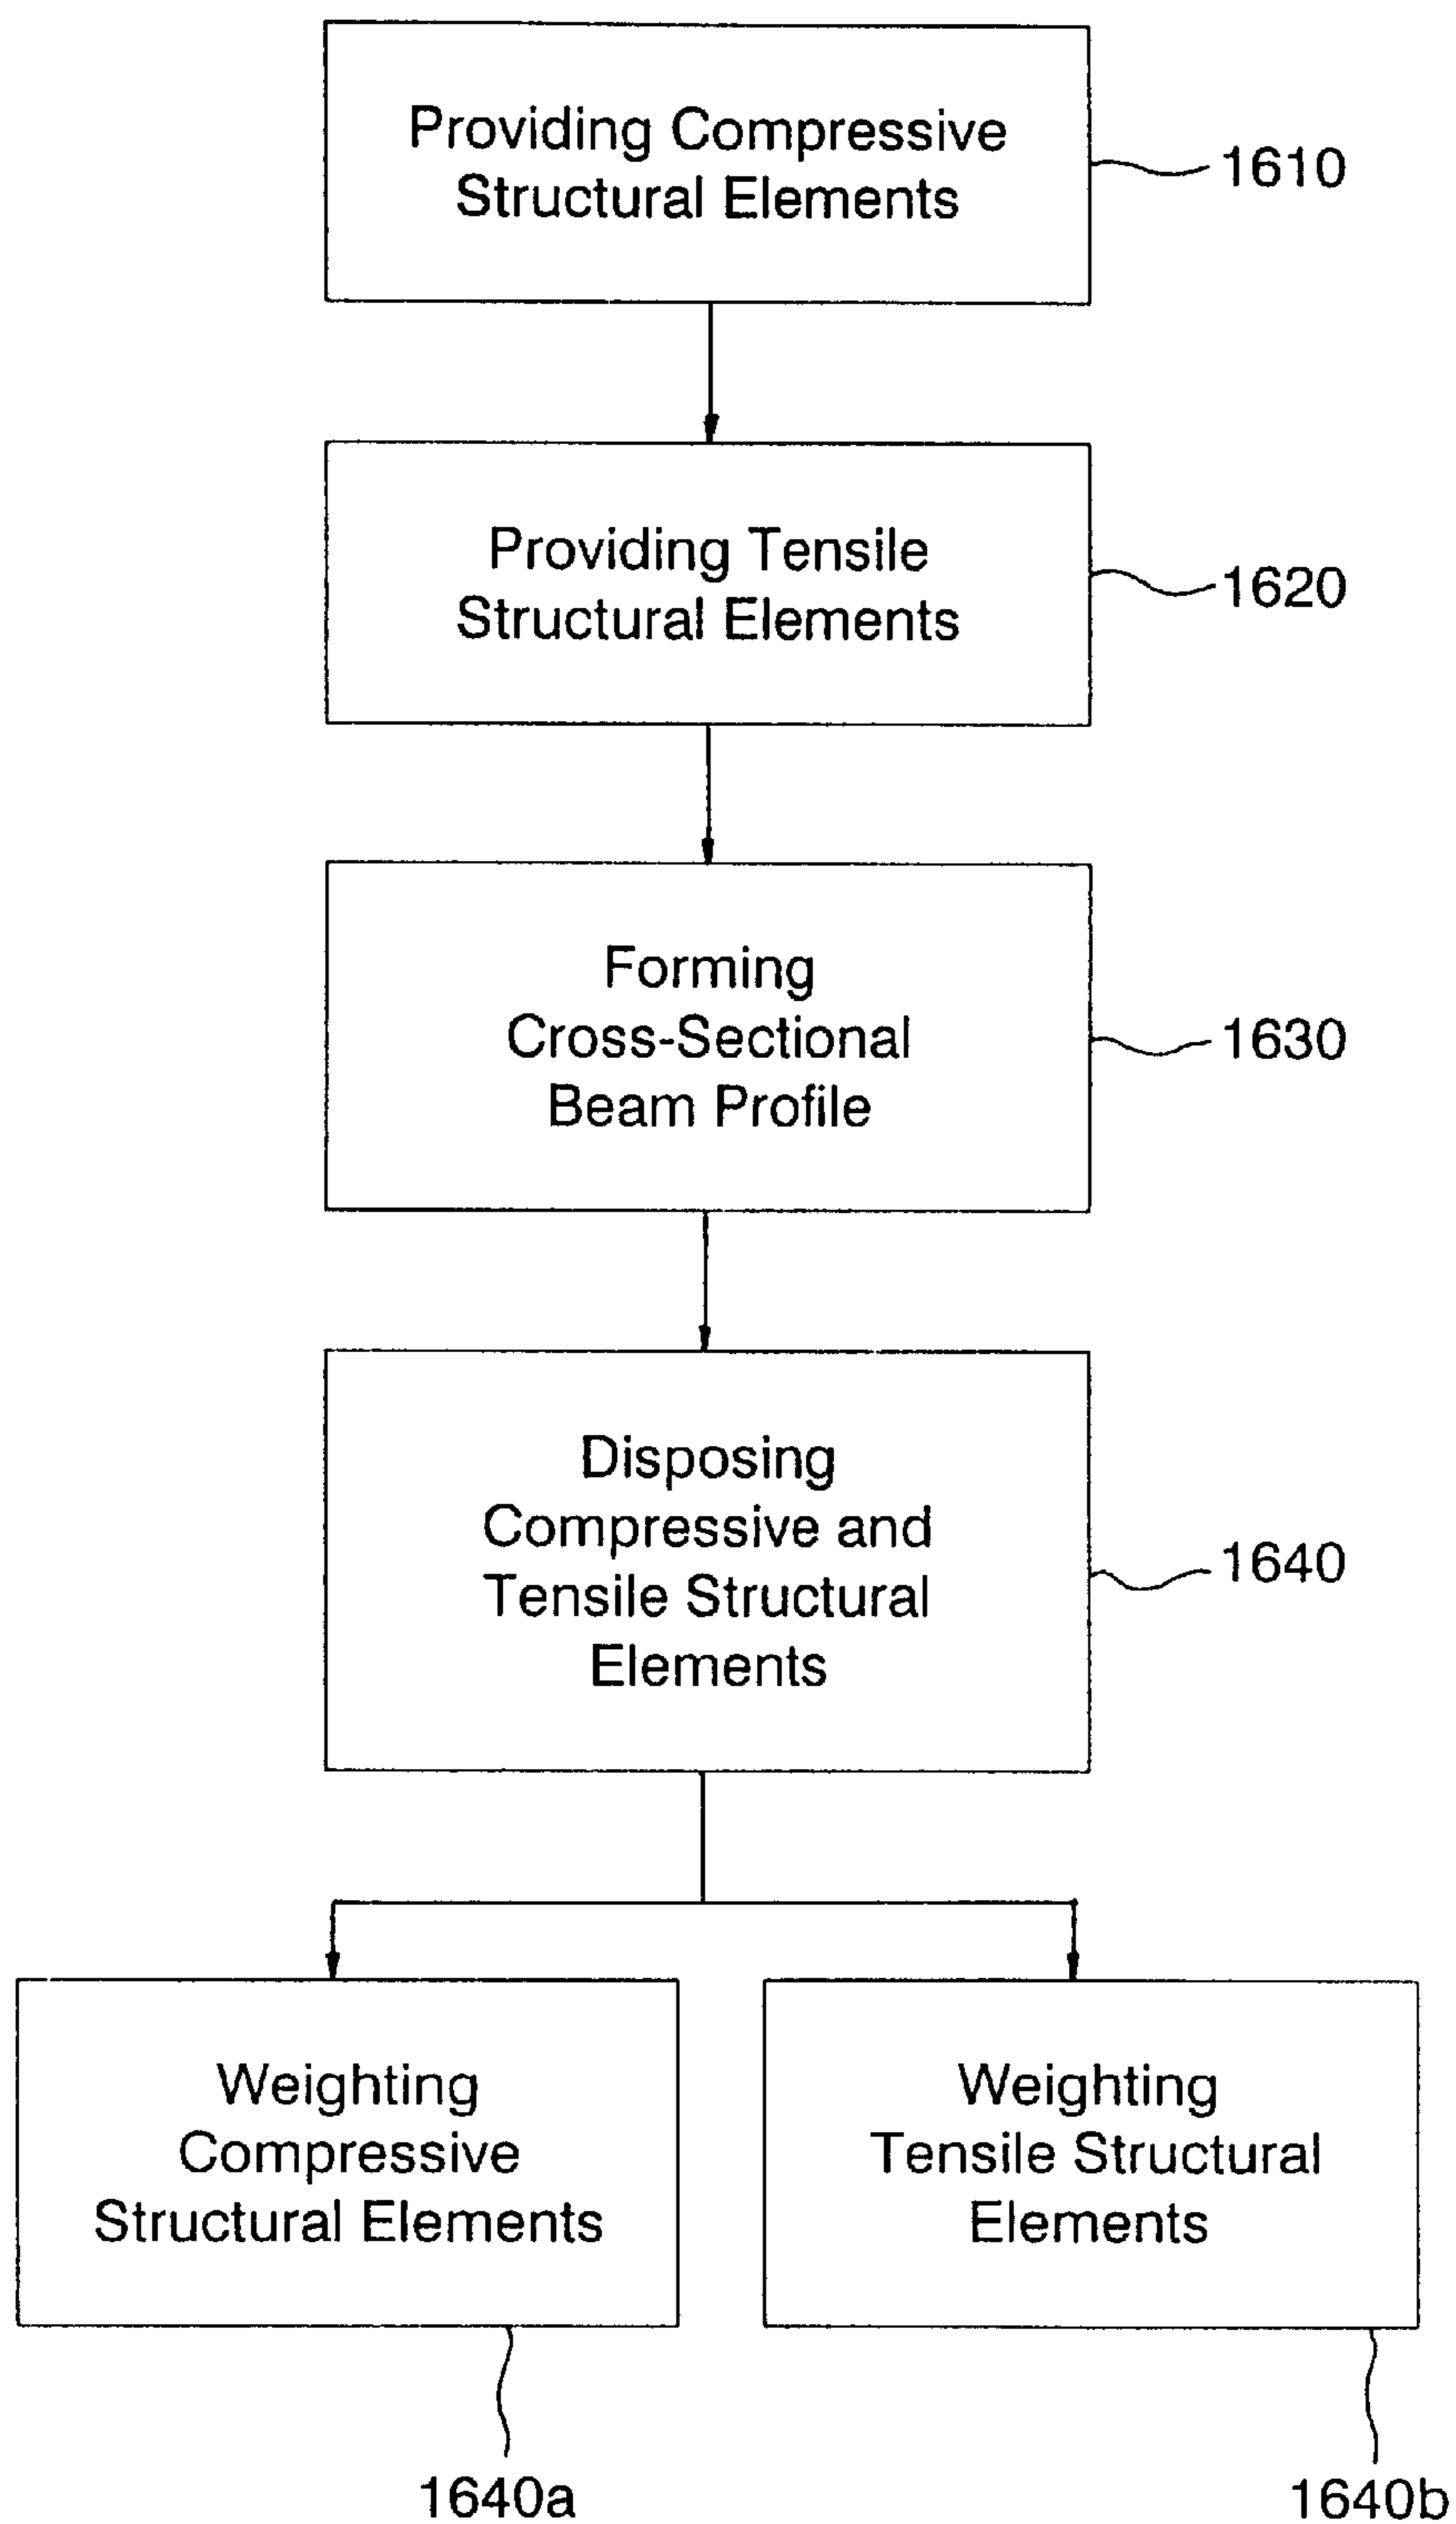 Providing Compressive
Structural Elements
1610
Providing Tensile
Structural Elements
1620
Forming
Cross-Sectional
Beam Profile
1630
Disposing
Compressive and
Tensile Structural
Elements
1640
Weighting
Compressive
Structural Elements
1640a
Weighting
Tensile Structural
Elements
1640b